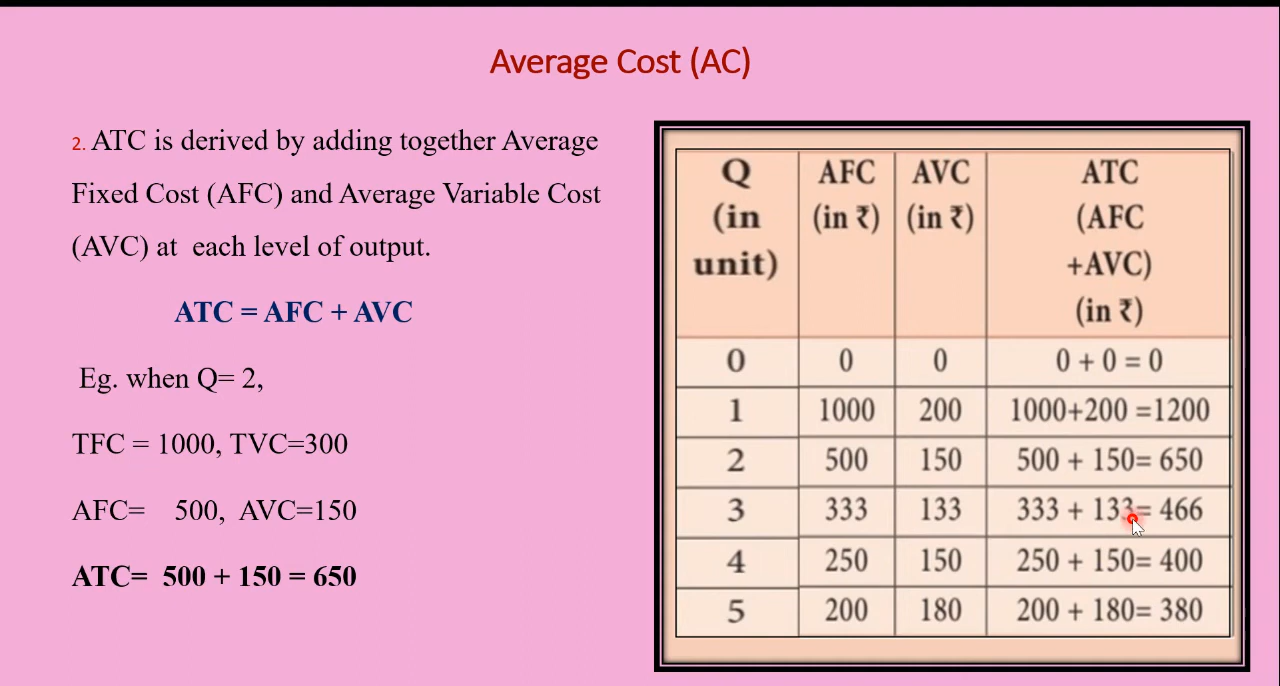 Average Cost (AC)
2. ATC is derived by adding together Average
Fixed Cost (AFC) and Average Variable Cost
(AVC) at each level of output.
ATC = AFC + AVC
Eg. when Q= 2,
TFC = 1000, TVC=300
AFC= 500, AVC=150
ATC= 500 + 150 = 650
Q (in unit) AFC (in ₹) AVC (in ₹) ATC (AFC +AVC) (in ₹)
0 0 0 0 + 0 = 0
1 1000 200 1000+200 =1200
2 500 150 500 + 150= 650
3 333 133 333 + 133= 466
4 250 150 250 + 150= 400
5 200 180 200 + 180= 380